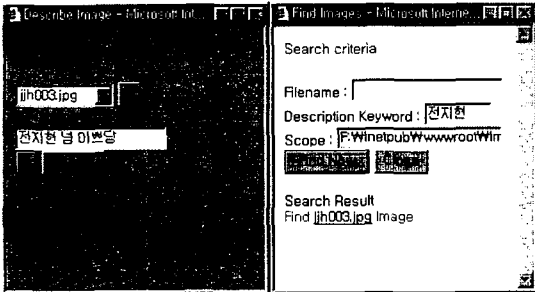 Describe Image - Microsoft Int...
jjh003.jpg
전지현 넘 이쁘당
Find Images - Microsoft Interne...
Search criteria
Filename :
Description Keyword : 전지현
Scope : F:₩Inetpub₩wwwroot₩Im
Search Result
Find jjh003.jpg Image